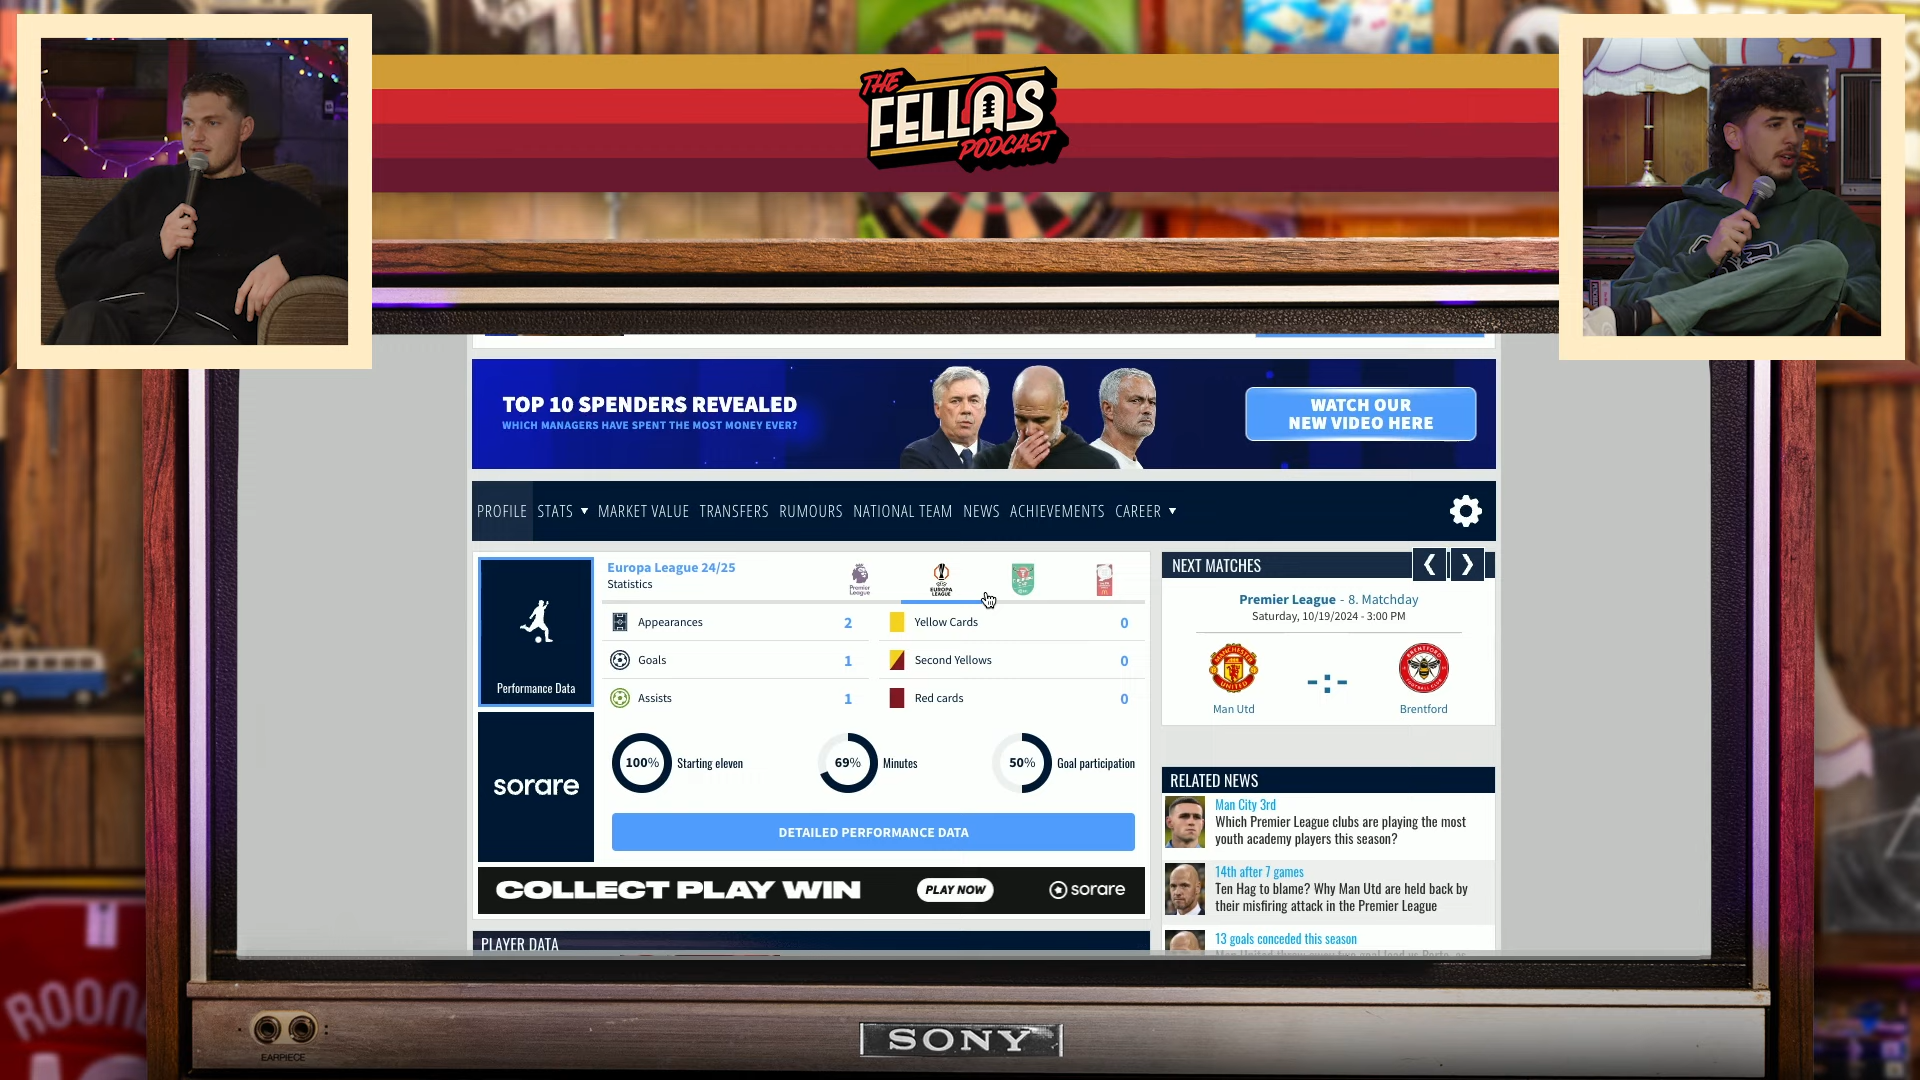 THE
FELLAS
PODCAST
TOP 10 SPENDERS REVEALED
WHICH MANAGERS HAVE SPENT THE MOST MONEY EVER?
WATCH OUR
NEW VIDEO HERE
PROFILE STATS MARKET VALUE TRANSFERS RUMOURS NATIONAL TEAM NEWS ACHIEVEMENTS CAREER
Europa League 24/25
Statistics
Premier League
EUROPA LEAGUE
Appearances 2
Yellow Cards 0
Goals 1
Second Yellows 0
Assists 1
Red cards 0
Performance Data
100% Starting eleven
69% Minutes
50% Goal participation
sorare
DETAILED PERFORMANCE DATA
COLLECT PLAY WIN PLAY NOW sorare
PLAYER DATA
NEXT MATCHES
Premier League - 8. Matchday
Saturday, 10/19/2024 - 3:00 PM
-:-
Man Utd
Brentford
RELATED NEWS
Man City 3rd
Which Premier League clubs are playing the most
youth academy players this season?
14th after 7 games
Ten Hag to blame? Why Man Utd are held back by
their misfiring attack in the Premier League
13 goals conceded this season
ROON
EARPIECE
SONY